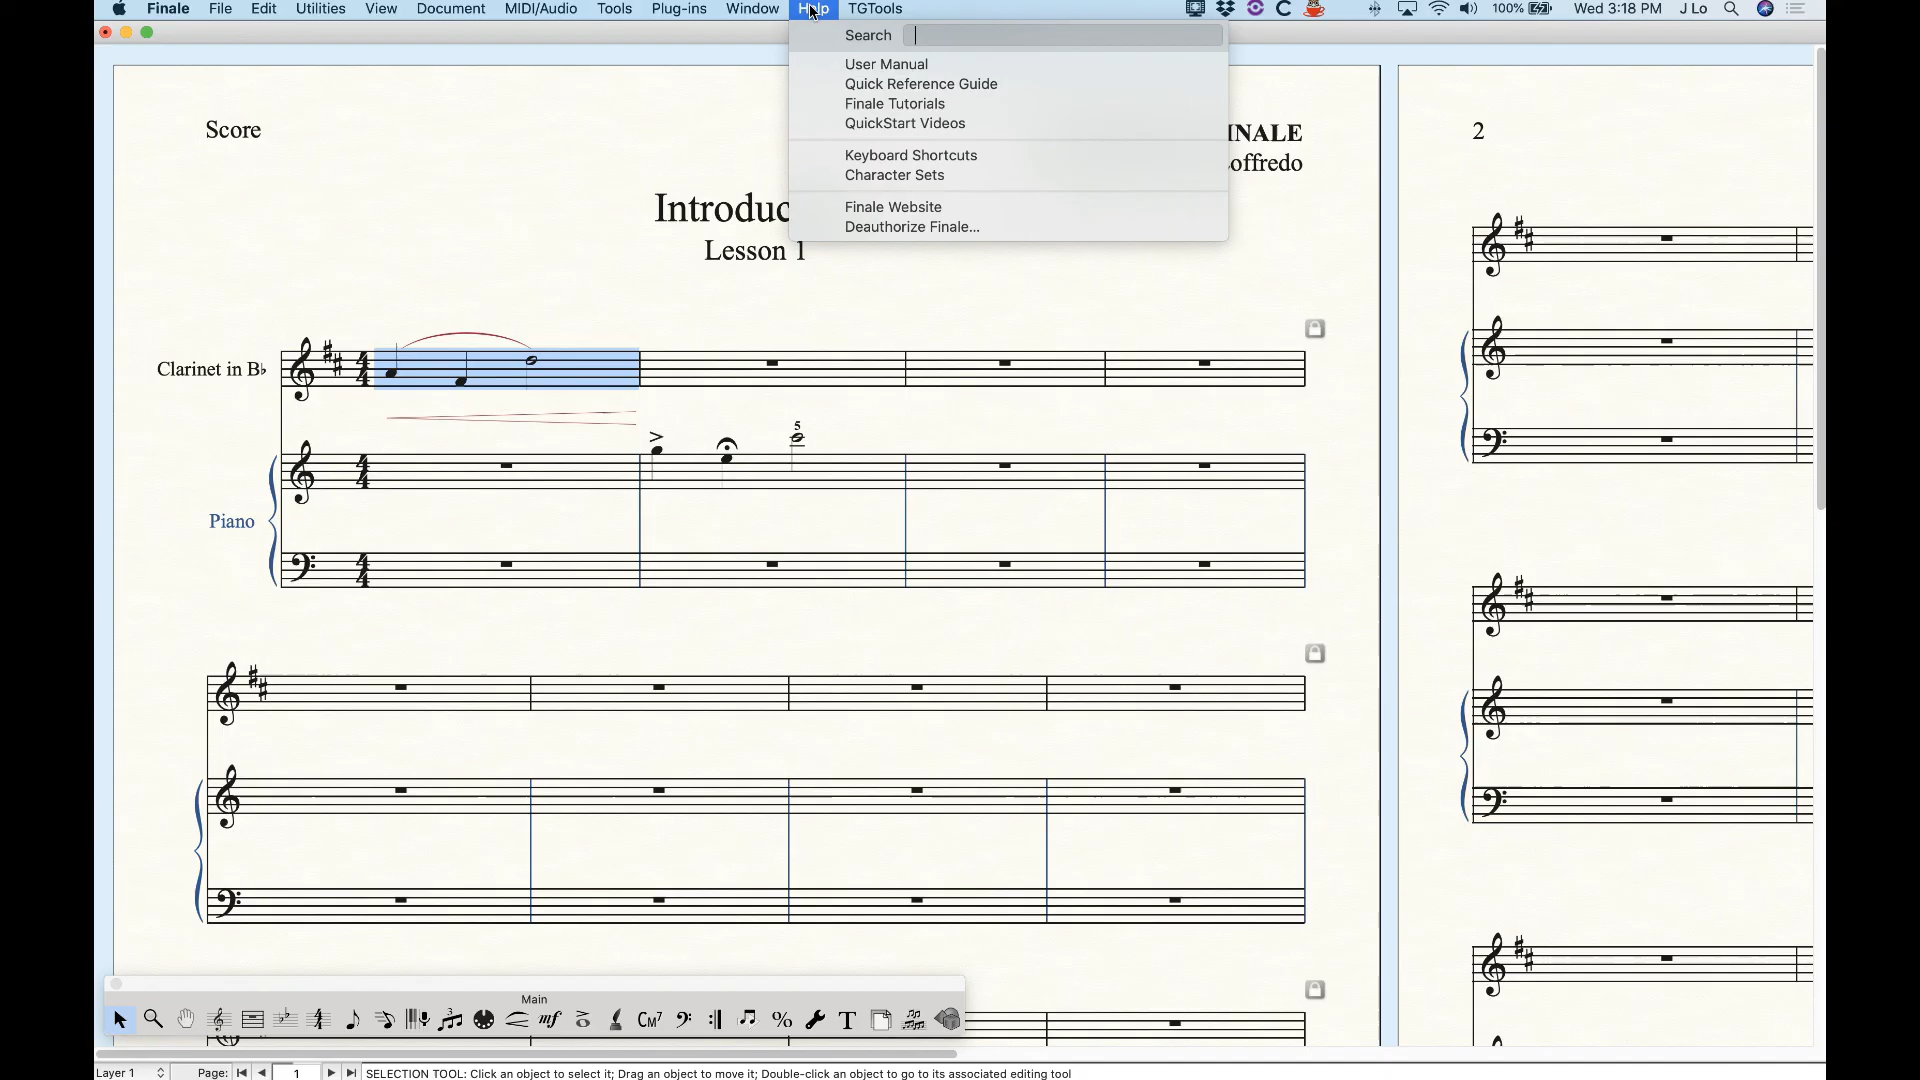 Finale File Edit Utilities View Document MIDI/Audio Tools Plug-ins Window Help TGTools 100% Wed 3:18 PM J Lo
Search
User Manual
Quick Reference Guide
Finale Tutorials
QuickStart Videos
Keyboard Shortcuts
Character Sets
Finale Website
Deauthorize Finale...
Score
INALE
offredo
2
Introduc
Lesson 1
Clarinet in B♭
5
Piano
Main
mf CM7 % T
Layer 1 Page: 1 SELECTION TOOL: Click an object to select it; Drag an object to move it; Double-click an object to go to its associated editing tool